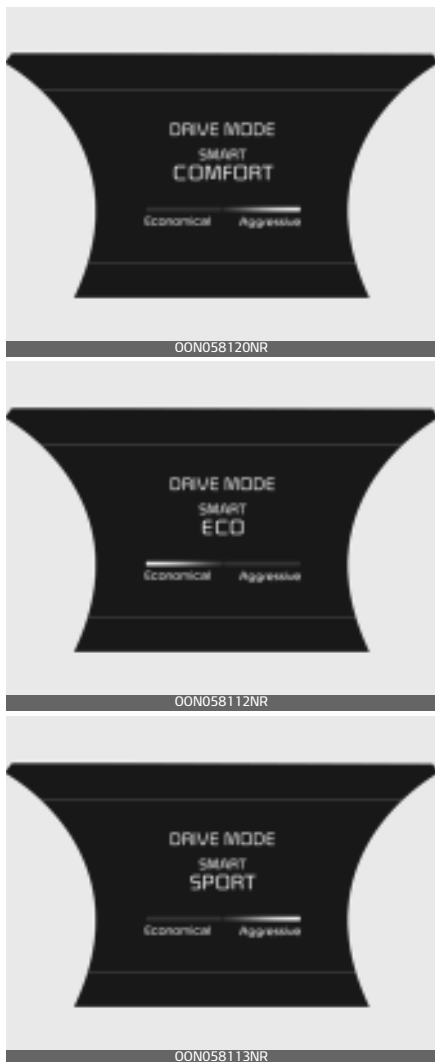 DRIVE MODE
SMART
COMFORT
Economical Aggressive
OON058120NR
DRIVE MODE
SMART
ECO
Economical Aggressive
OON058112NR
DRIVE MODE
SMART
SPORT
Economical Aggressive
OON058113NR